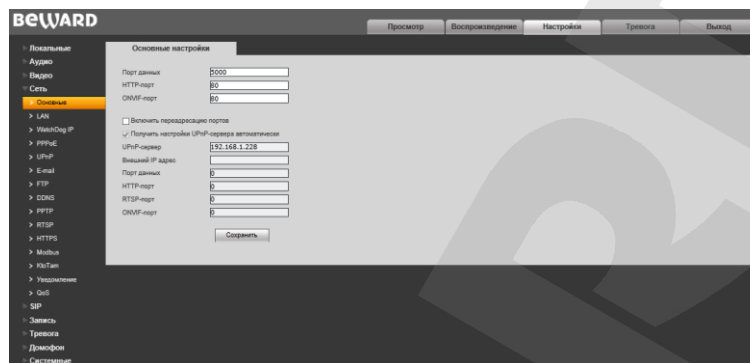 BEWARD
Просмотр
Воспроизведение
Настройки
Тревога
Выход
Локальные
Аудио
Видео
Сеть
Основные
LAN
WatchDog IP
PPPoE
UPnP
E-mail
FTP
DDNS
PPTP
RTSP
HTTPS
Modbus
KtoTam
Уведомление
QoS
SIP
Запись
Тревога
Домофон
Системные
Основные настройки
Порт данных 5000
HTTP-порт 80
ONVIF-порт 80
Включить переадресацию портов
Получить настройки UPnP-сервера автоматически
UPnP-сервер 192.168.1.228
Внешний IP адрес
Порт данных 0
HTTP-порт 0
RTSP-порт 0
ONVIF-порт 0
Сохранить